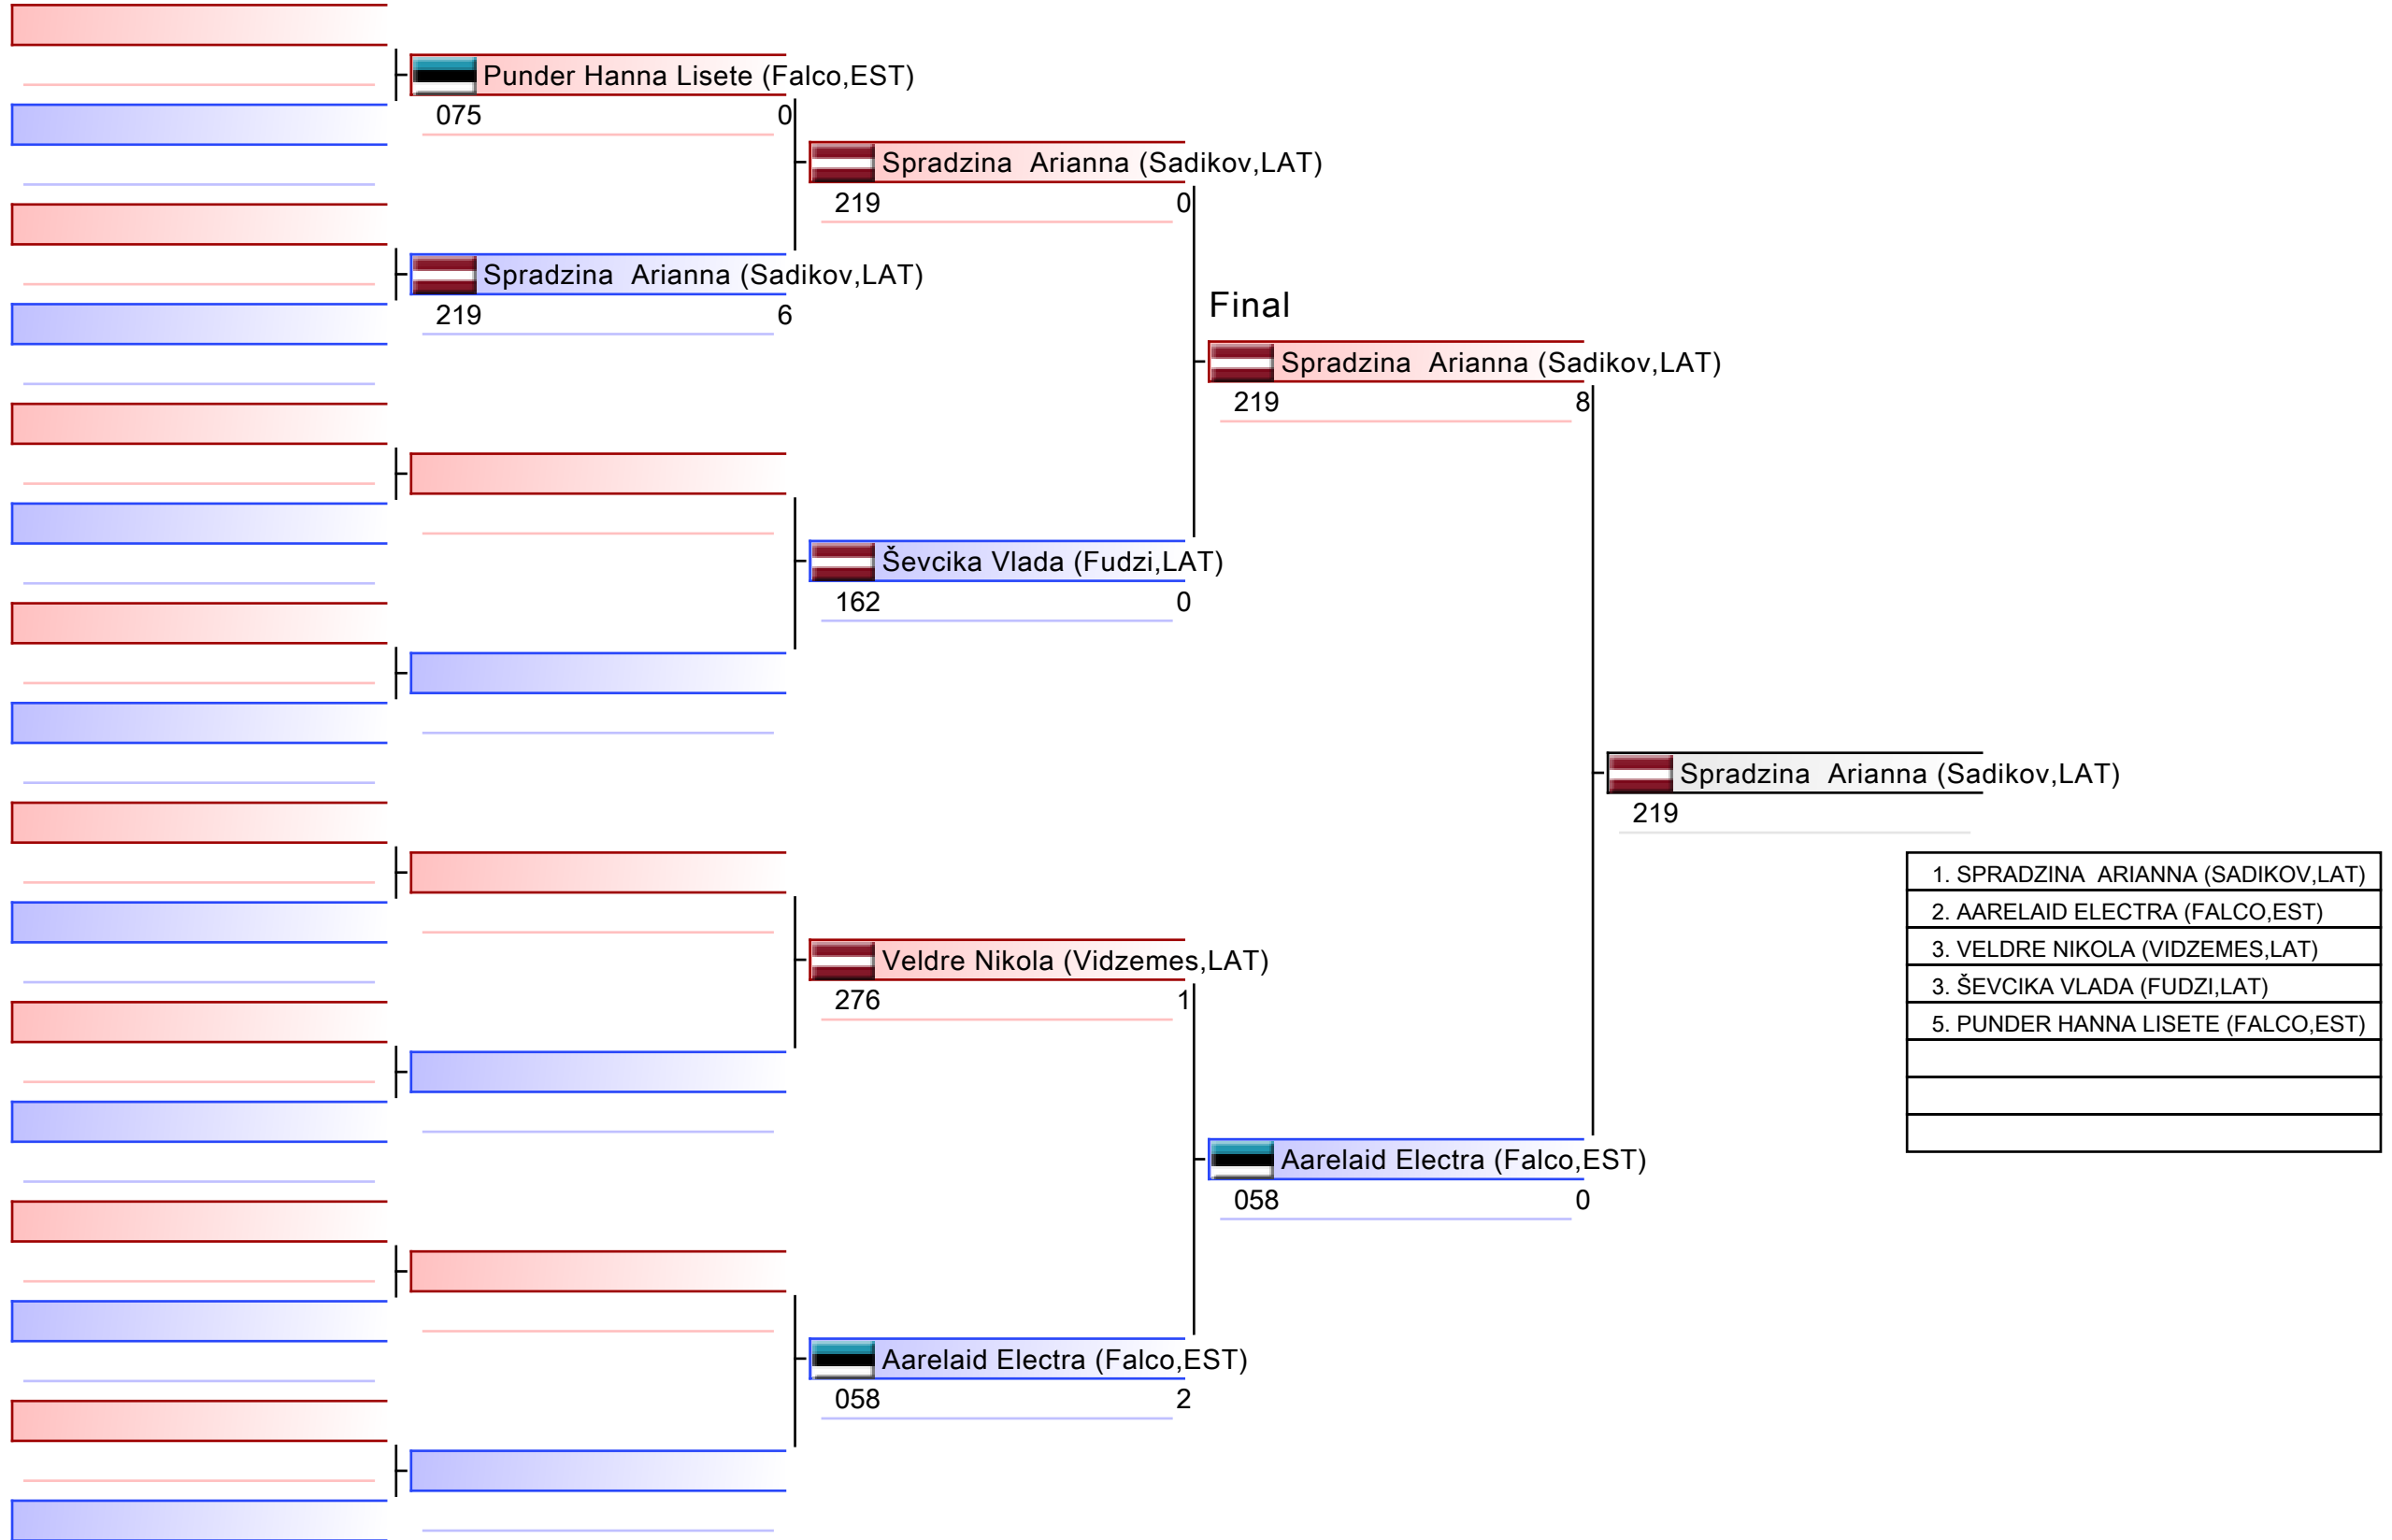 Punder Hanna Lisete (Falco,EST)
075 0
Spradzina  Arianna (Sadikov,LAT)
219 0
Spradzina  Arianna (Sadikov,LAT)
219 6
Final
Spradzina  Arianna (Sadikov,LAT)
219 8
Ševcika Vlada (Fudzi,LAT)
162 0
Spradzina  Arianna (Sadikov,LAT)
219
1. SPRADZINA  ARIANNA (SADIKOV,LAT)
2. AARELAID ELECTRA (FALCO,EST)
3. VELDRE NIKOLA (VIDZEMES,LAT)
3. ŠEVCIKA VLADA (FUDZI,LAT)
5. PUNDER HANNA LISETE (FALCO,EST)
Veldre Nikola (Vidzemes,LAT)
276 1
Aarelaid Electra (Falco,EST)
058 0
Aarelaid Electra (Falco,EST)
058 2